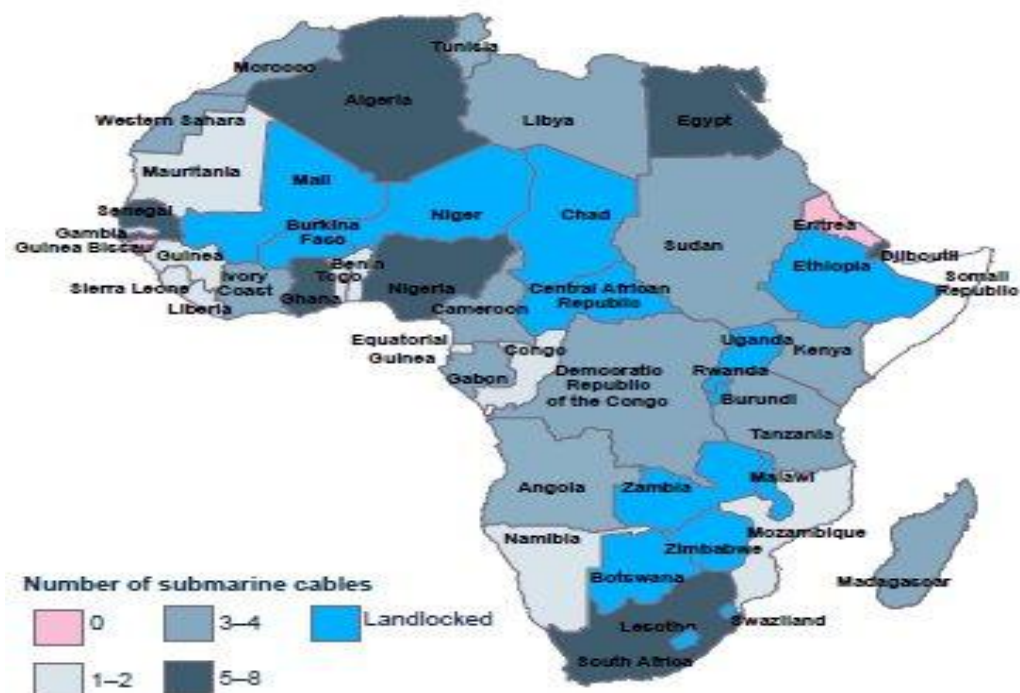 Tunisia
Morocco
Algeria
Libya
Egypt
Western Sahara
Mauritania
Mali
Niger
Chad
Sudan
Eritrea
Senegal
Gambia
Guinea Bissau
Guinea
Burkina
Faso
Djiboutii
Ethiopia
Somali
Republic
Sierra Leone
Ivory
Coast
Benin
Togo
Ghana
Nigeria
Central African
Republic
Liberia
Cameroon
Equatorial
Guinea
Congo
Gabon
Democratic
Republic
of the Congo
Uganda
Kenya
Rwanda
Burundi
Tanzania
Angola
Zambia
Malawi
Mozambique
Namibia
Zimbabwe
Botswana
Madagascar
Lesotho
Swaziland
South Africa
Number of submarine cables
0
3–4
Landlocked
1–2
5–8